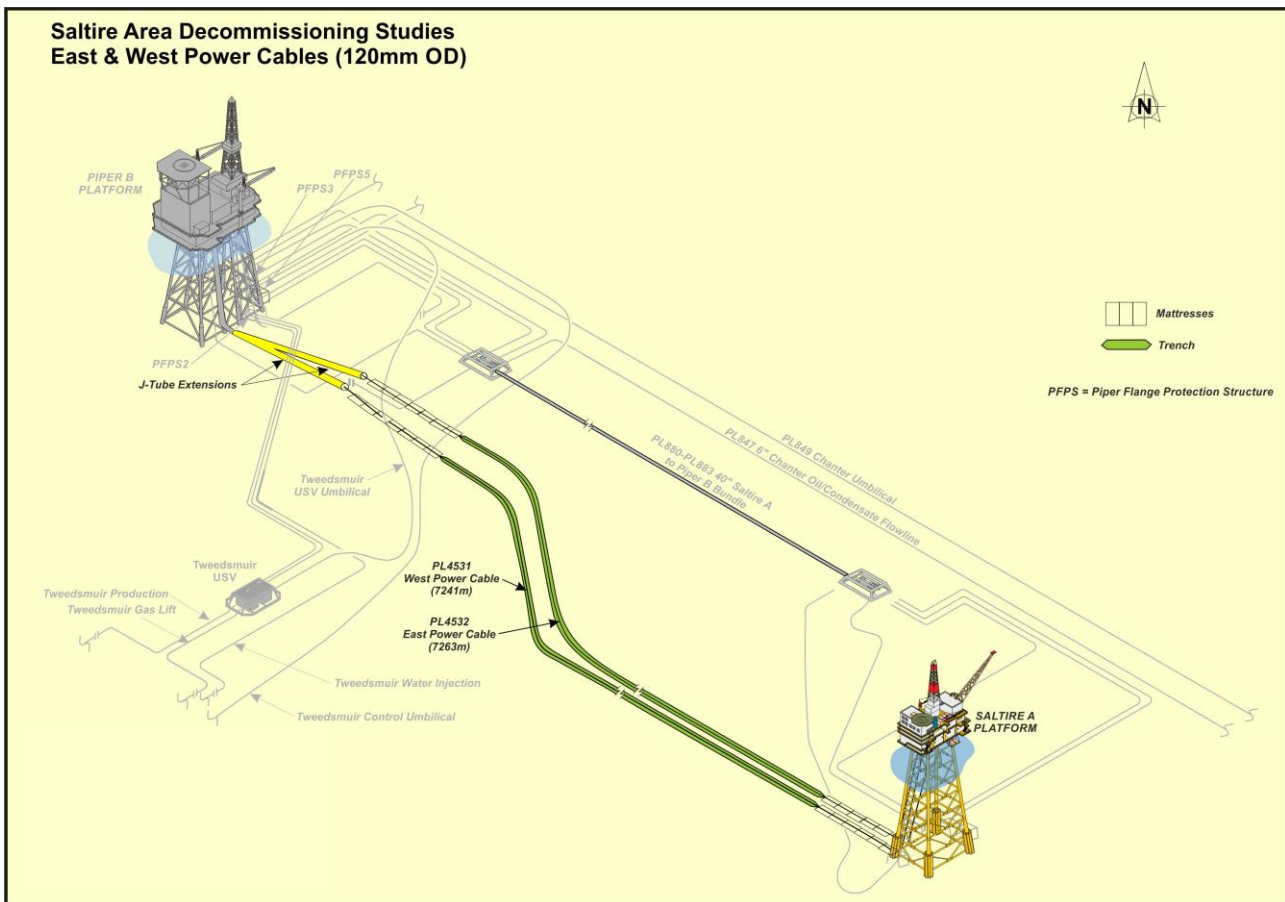 Saltire Area Decommissioning Studies
East & West Power Cables (120mm OD)
N
PIPER B
PLATFORM
PFPS5
PFPS3
Mattresses
Trench
PFPS = Piper Flange Protection Structure
PFPS2
J-Tube Extensions
PL849 Chanter Umbilical
PL847 6" Chanter Oil/Condensate Flowline
PL880-PL883 40" Saltire A
to Piper B Bundle
Tweedsmuir
USV Umbilical
Tweedsmuir
USV
PL4531
West Power Cable
(7241m)
Tweedsmuir Production
Tweedsmuir Gas Lift
PL4532
East Power Cable
(7263m)
Tweedsmuir Water Injection
Tweedsmuir Control Umbilical
SALTIRE A
PLATFORM